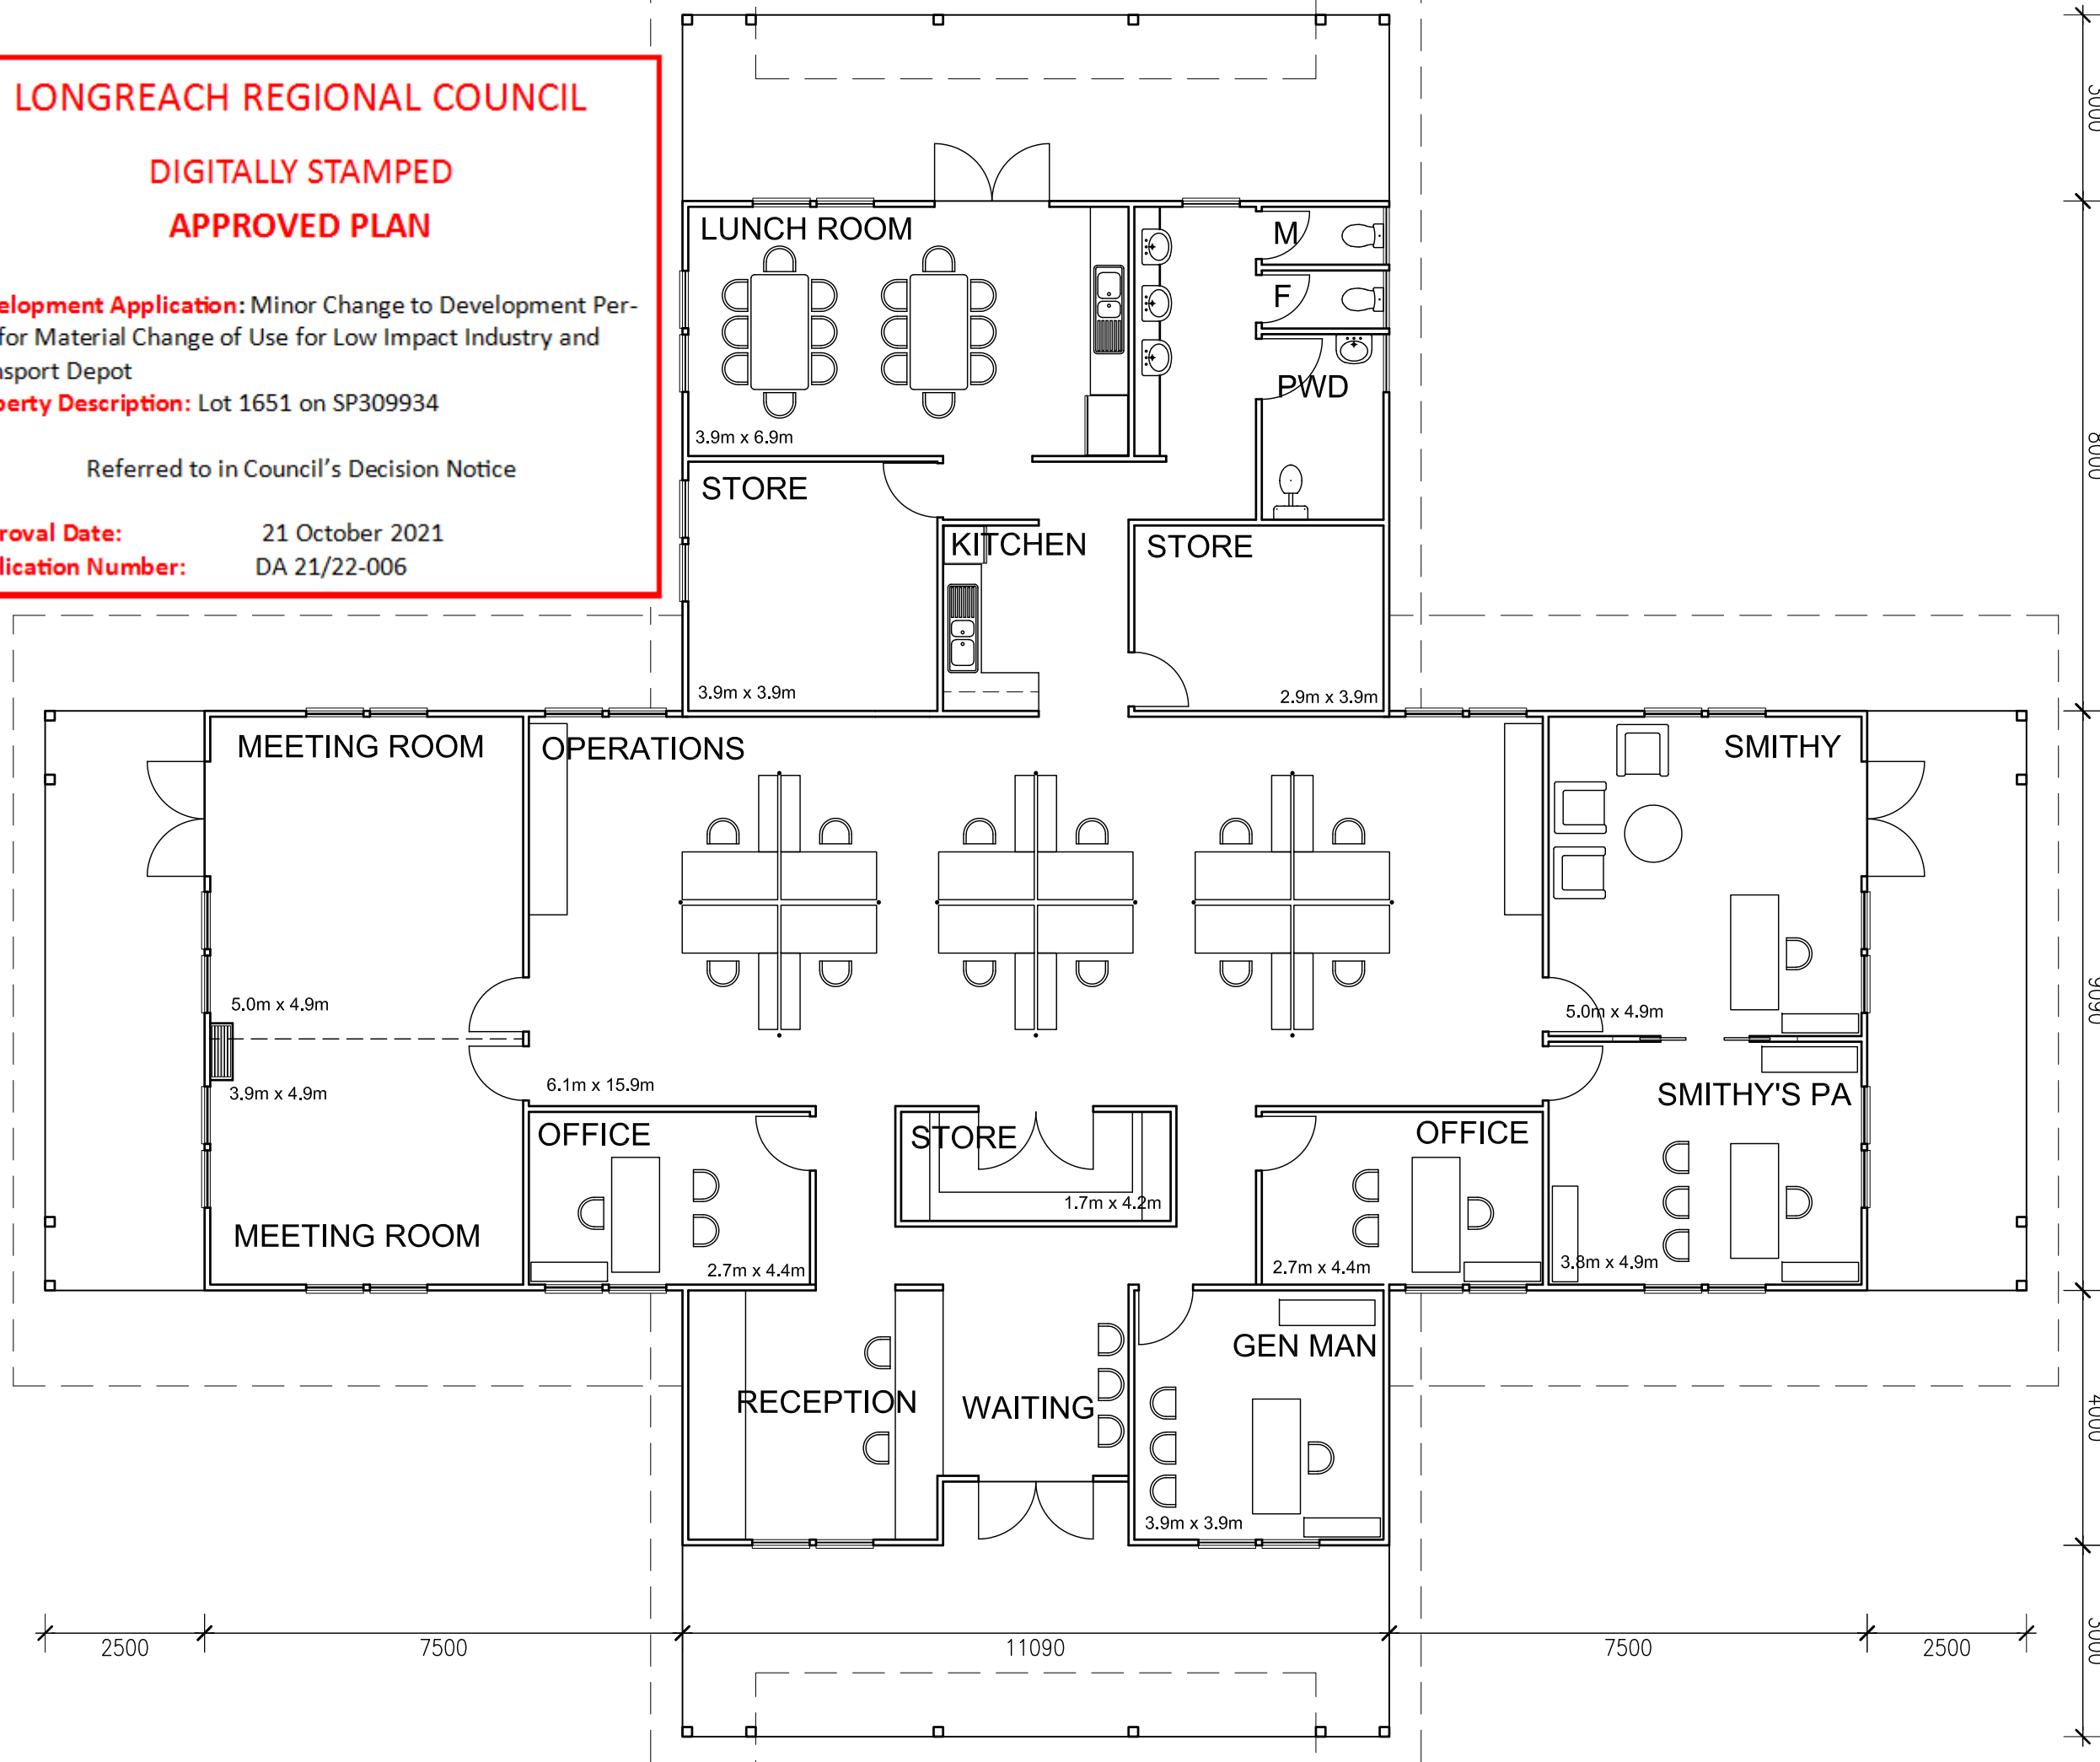 LONGREACH REGIONAL COUNCIL
DIGITALLY STAMPED
APPROVED PLAN
elopment Application: Minor Change to Development Per-
for Material Change of Use for Low Impact Industry and
sport Depot
perty Description: Lot 1651 on SP309934
Referred to in Council's Decision Notice
roval Date: 21 October 2021
lication Number: DA 21/22-006
LUNCH ROOM
3.9m x 6.9m
M
F
PWD
STORE
3.9m x 3.9m
KITCHEN
STORE
2.9m x 3.9m
MEETING ROOM
5.0m x 4.9m
3.9m x 4.9m
MEETING ROOM
OPERATIONS
6.1m x 15.9m
SMITHY
5.0m x 4.9m
SMITHY'S PA
3.8m x 4.9m
OFFICE
2.7m x 4.4m
STORE
1.7m x 4.2m
OFFICE
2.7m x 4.4m
RECEPTION
WAITING
GEN MAN
3.9m x 3.9m
2500
7500
11090
7500
2500
3000
8000
9090
4000
3000